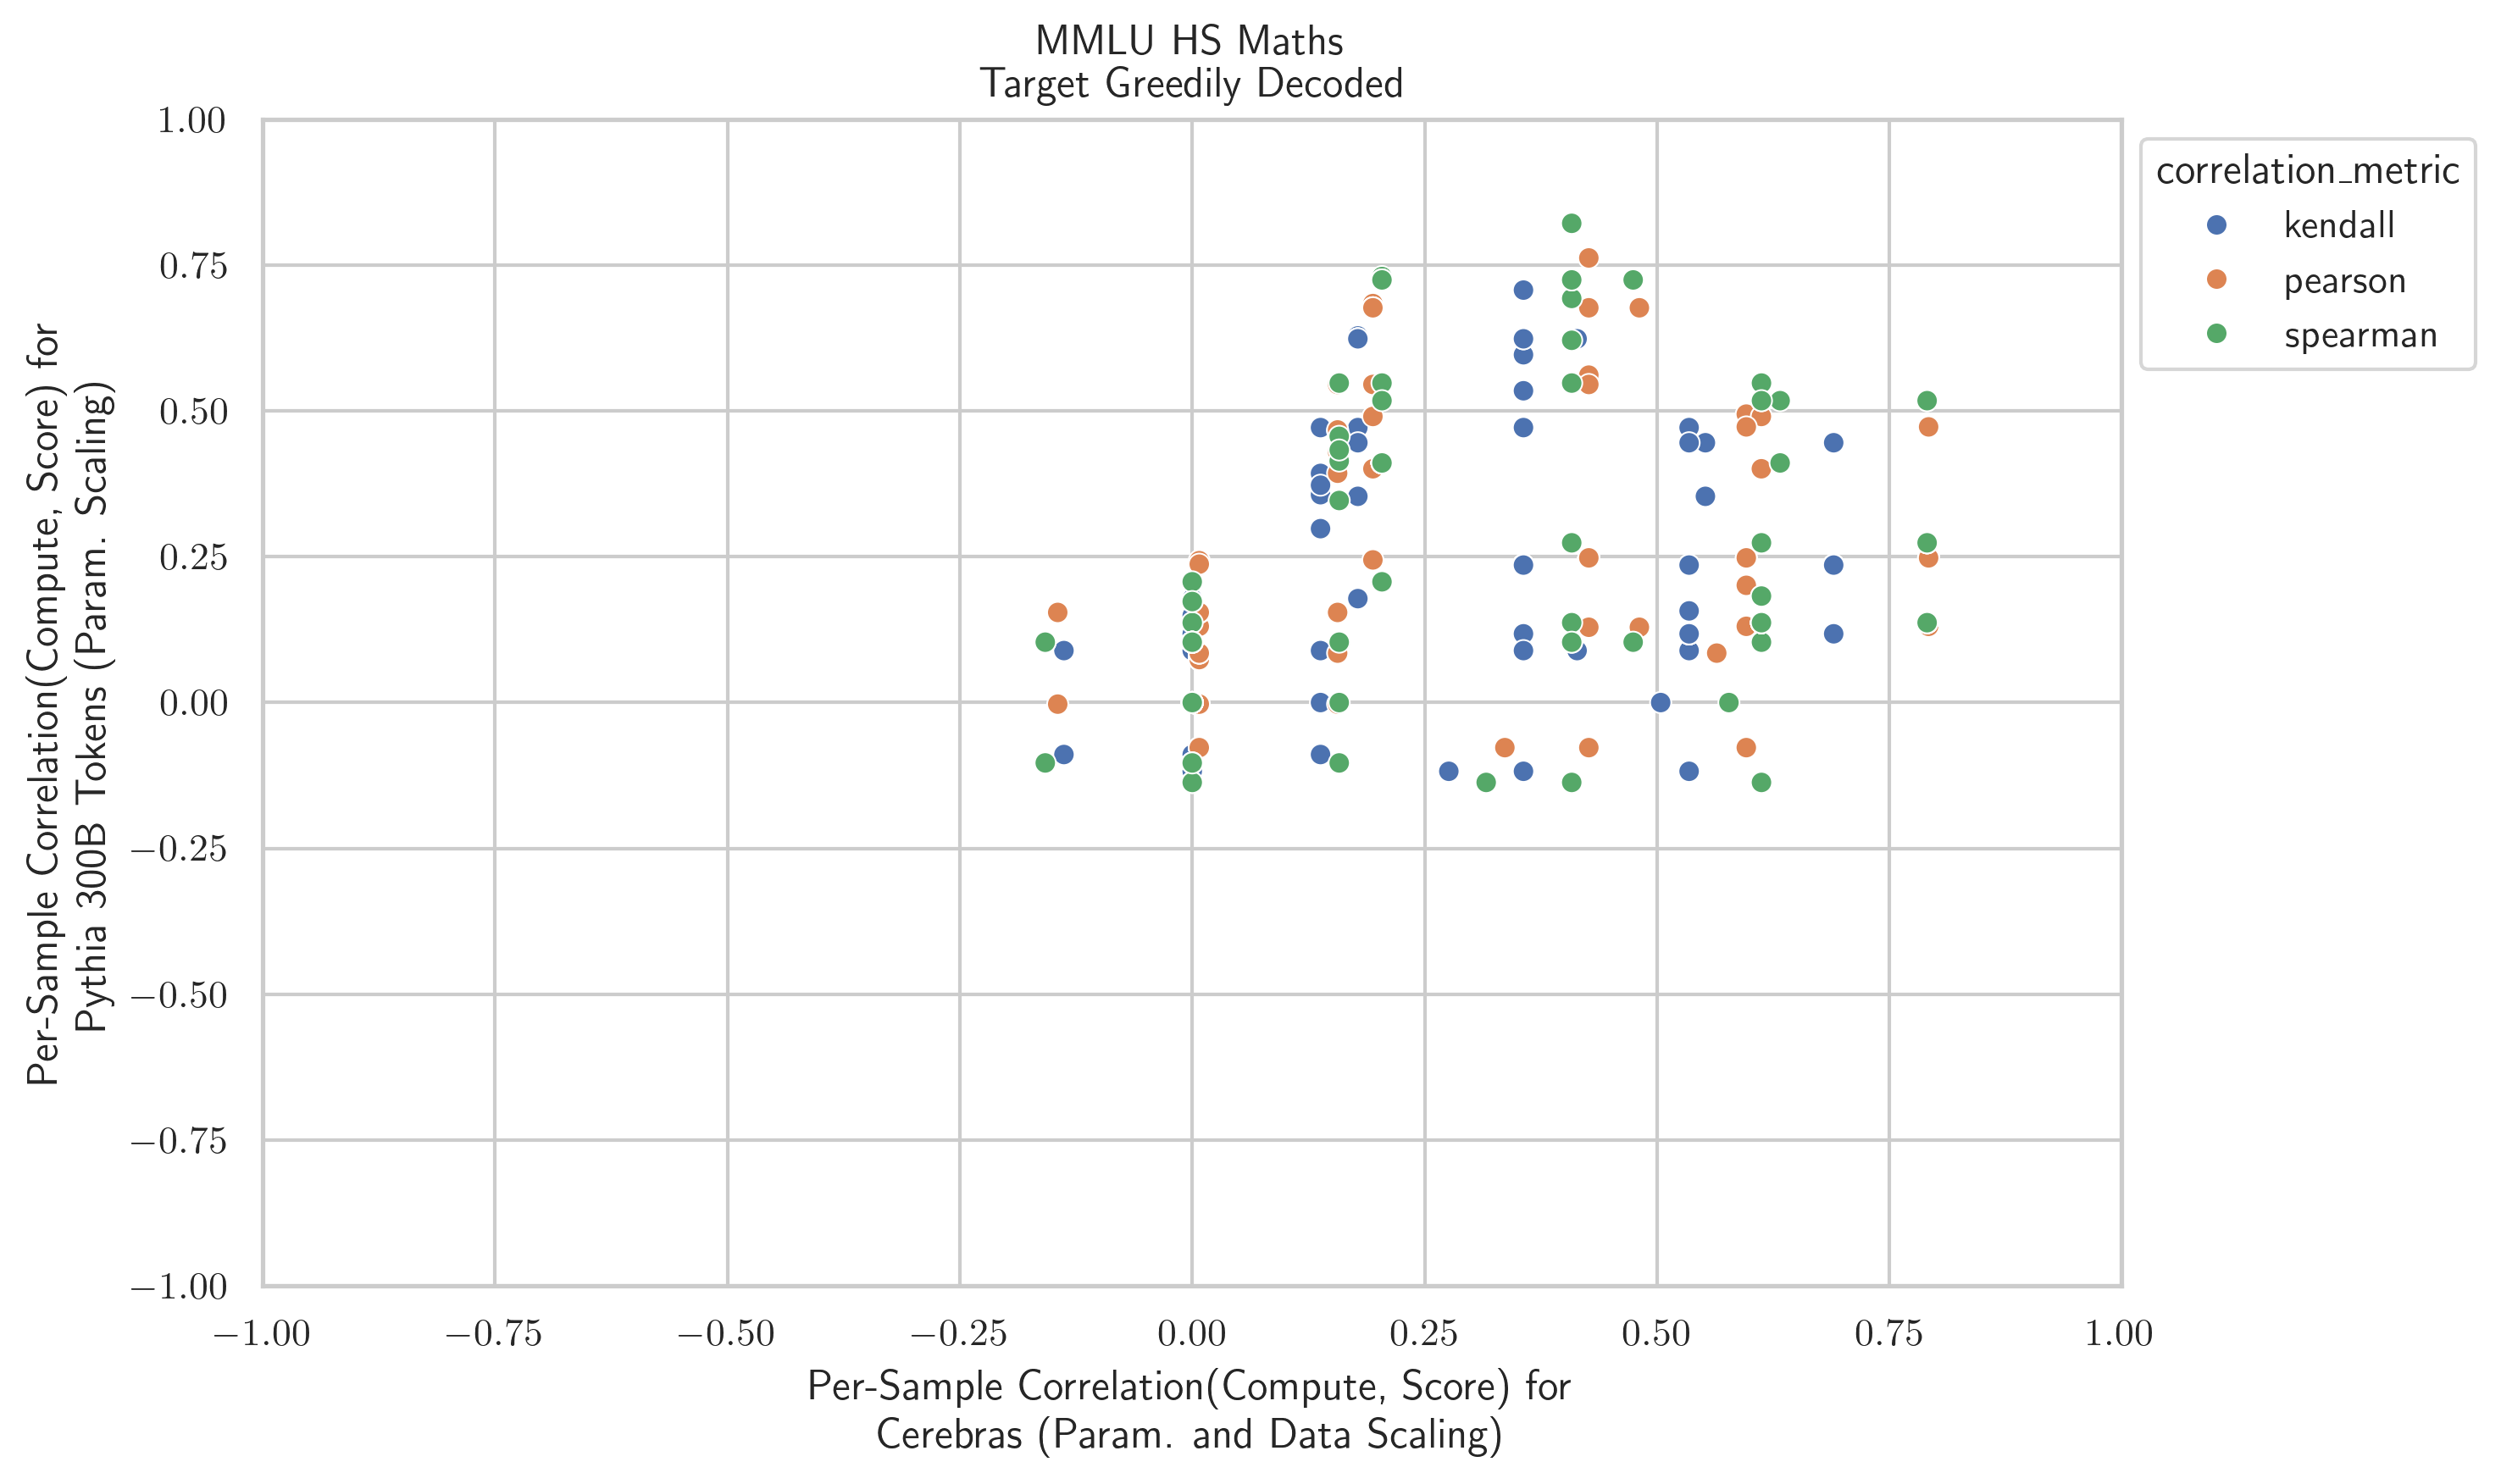 MMLU HS Maths
Target Greedily Decoded
Per-Sample Correlation(Compute, Score) for
Pythia 300B Tokens (Param. Scaling)
1.00
0.75
0.50
0.25
0.00
−0.25
−0.50
−0.75
−1.00
−1.00 −0.75 −0.50 −0.25 0.00 0.25 0.50 0.75 1.00
Per-Sample Correlation(Compute, Score) for
Cerebras (Param. and Data Scaling)
correlation_metric
kendall
pearson
spearman